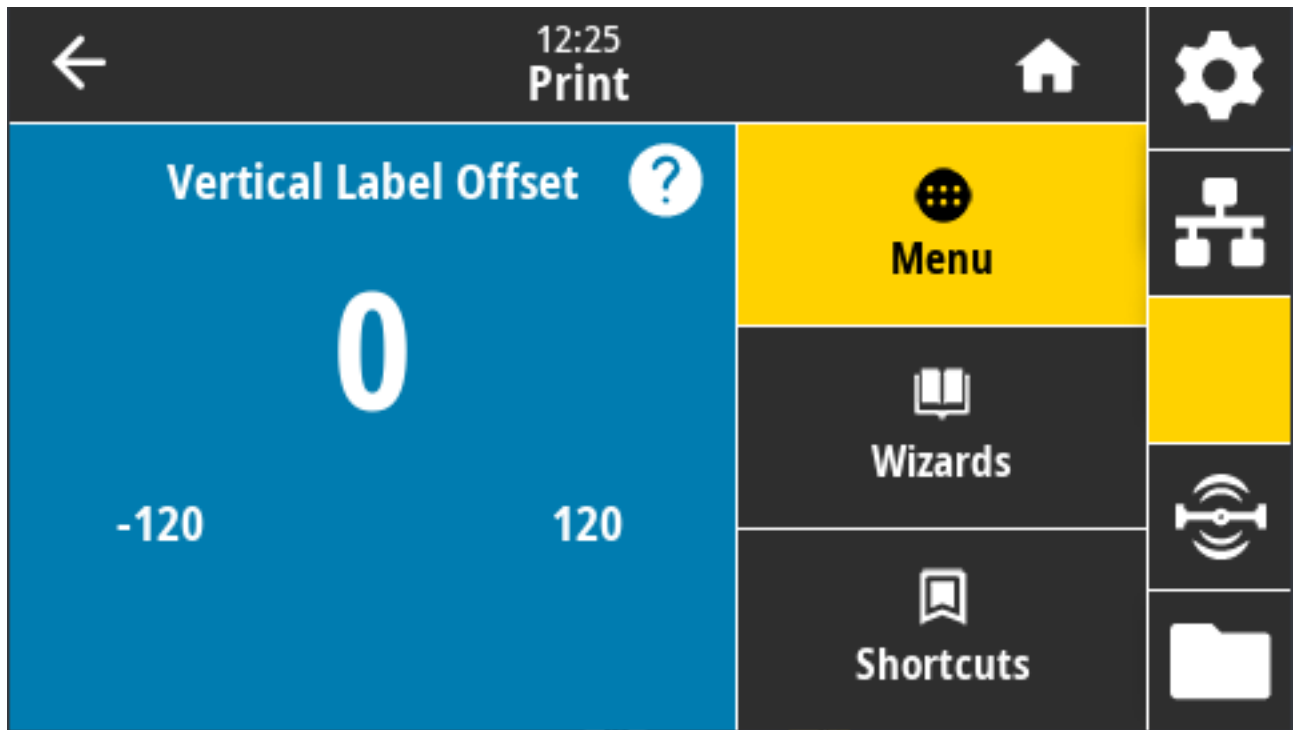 12:25
Print
Vertical Label Offset ?
0
-120 120
Menu
Wizards
Shortcuts